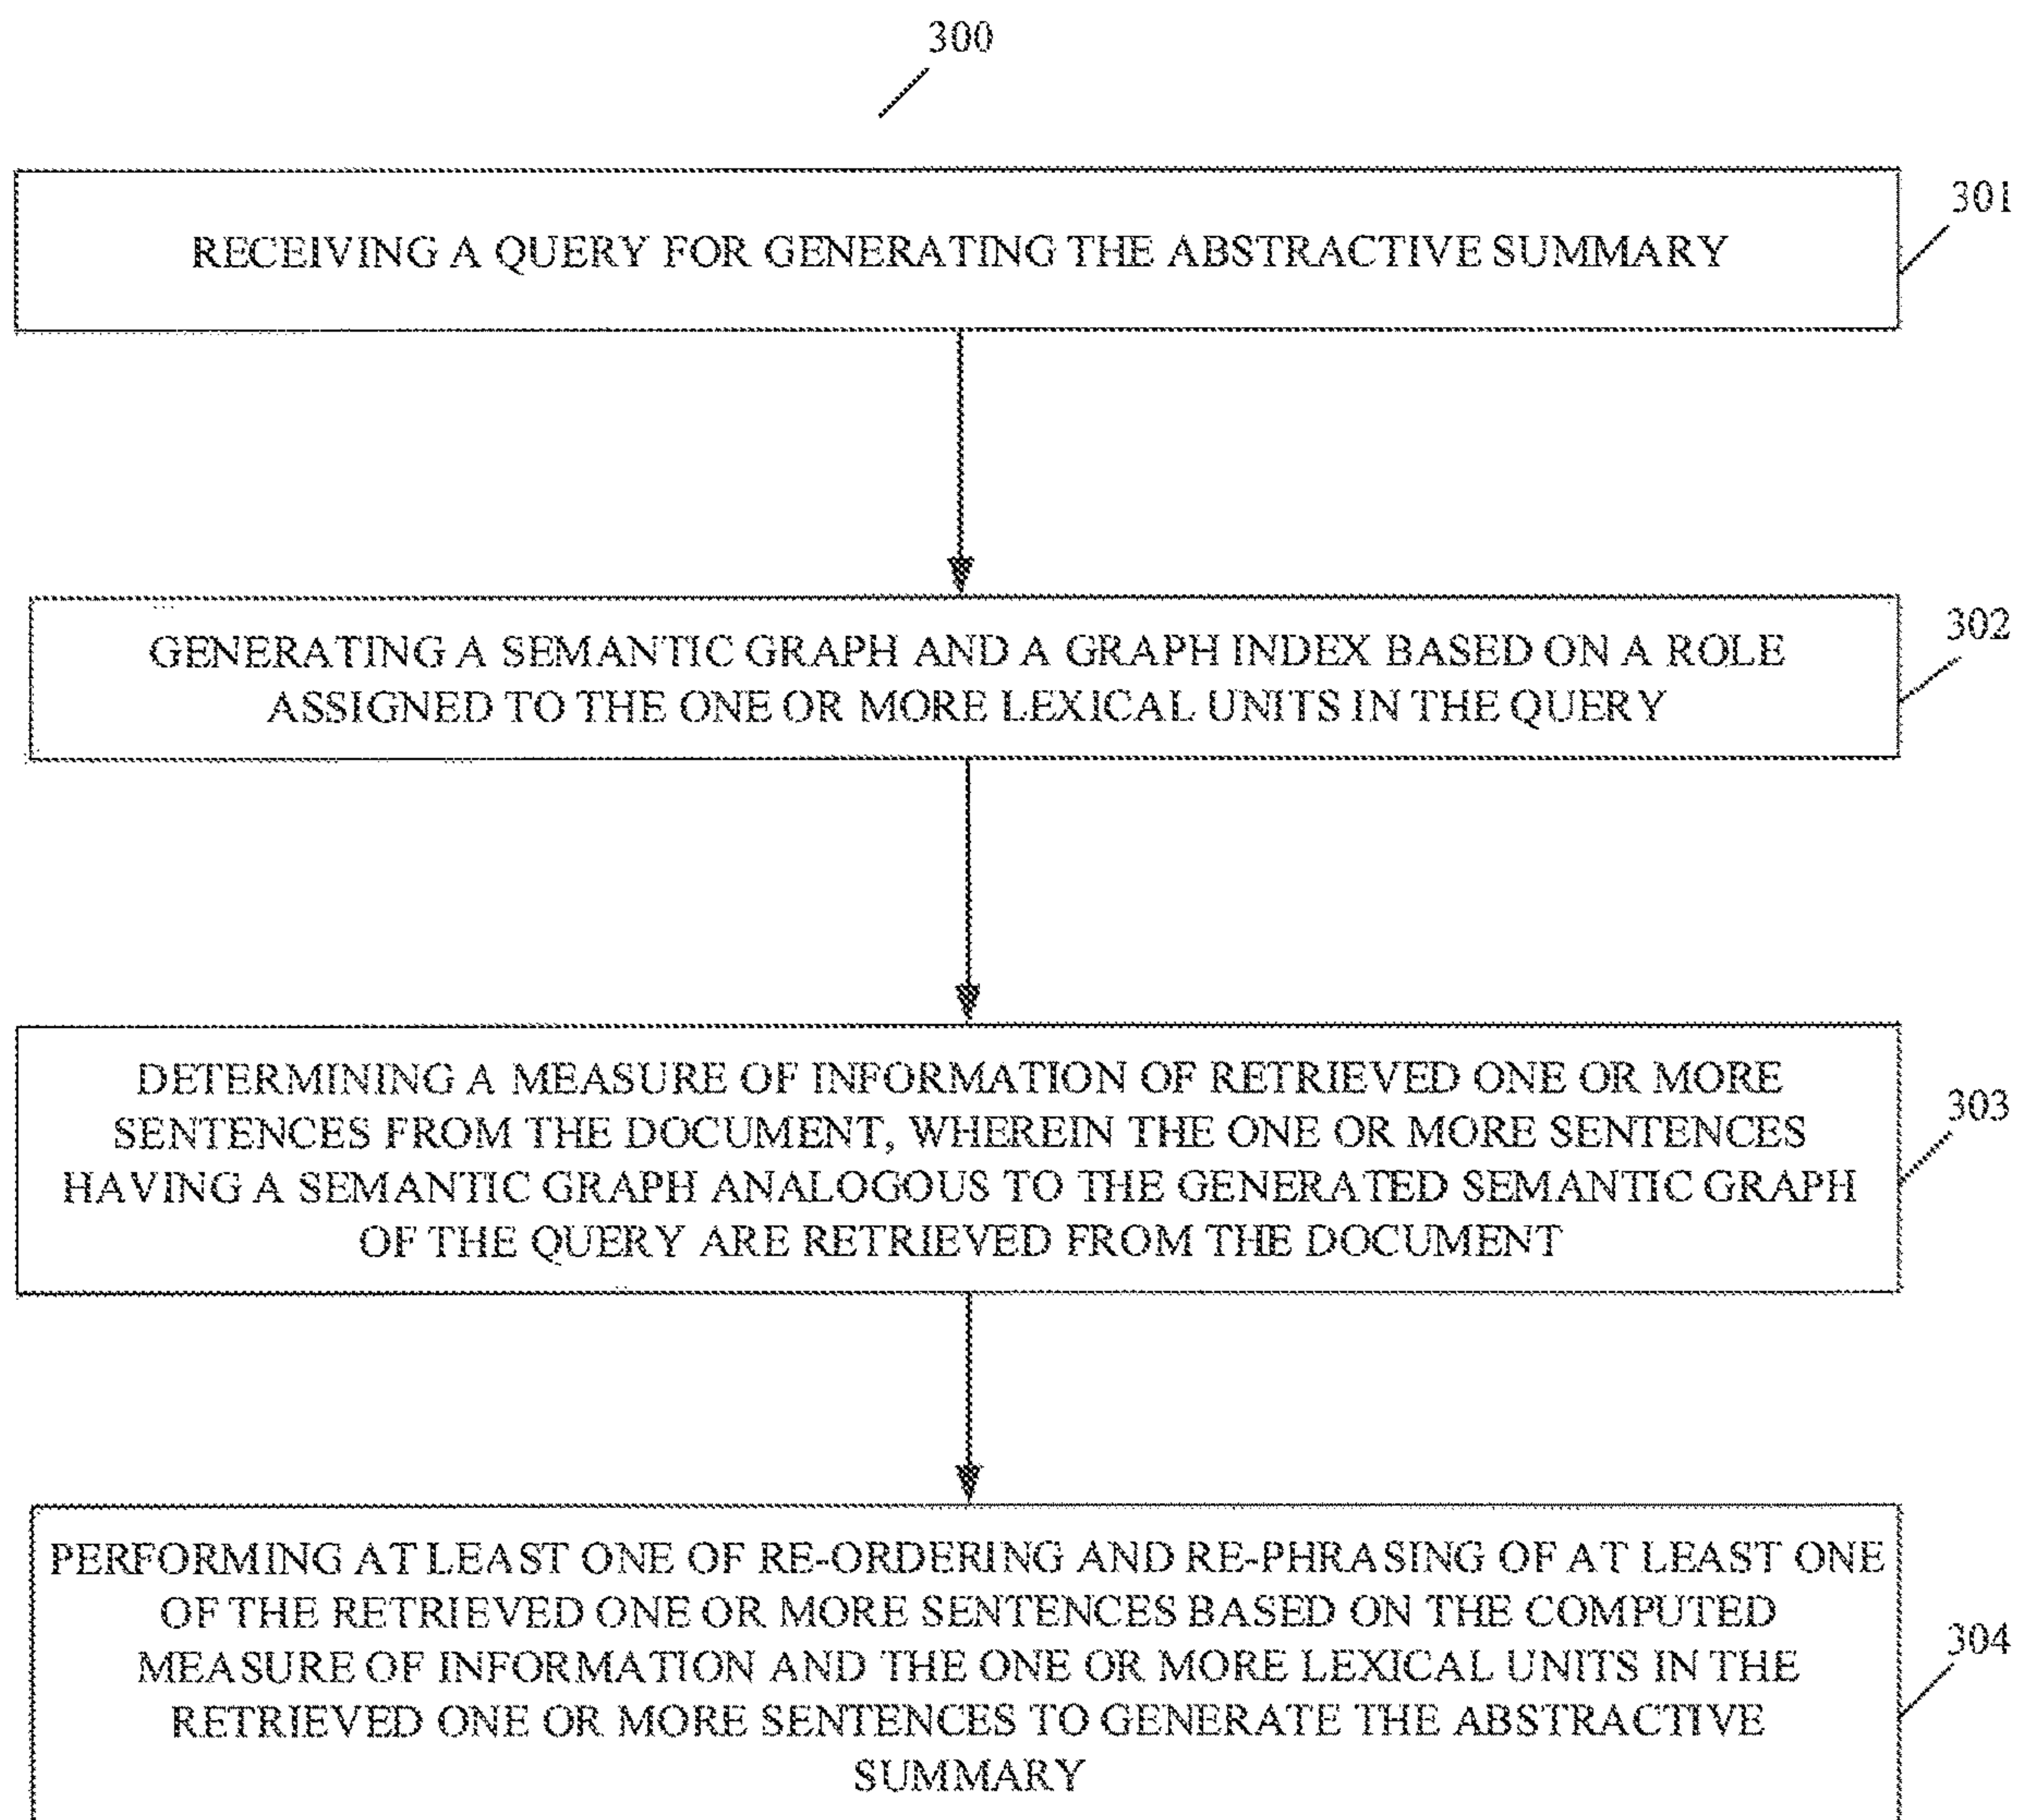 300
301
RECEIVING A QUERY FOR GENERATING THE ABSTRACTIVE SUMMARY
302
GENERATING A SEMANTIC GRAPH AND A GRAPH INDEX BASED ON A ROLE
ASSIGNED TO THE ONE OR MORE LEXICAL UNITS IN THE QUERY
303
DETERMINING A MEASURE OF INFORMATION OF RETRIEVED ONE OR MORE
SENTENCES FROM THE DOCUMENT, WHEREIN THE ONE OR MORE SENTENCES
HAVING A SEMANTIC GRAPH ANALOGOUS TO THE GENERATED SEMANTIC GRAPH
OF THE QUERY ARE RETRIEVED FROM THE DOCUMENT
304
PERFORMING AT LEAST ONE OF RE-ORDERING AND RE-PHRASING OF AT LEAST ONE
OF THE RETRIEVED ONE OR MORE SENTENCES BASED ON THE COMPUTED
MEASURE OF INFORMATION AND THE ONE OR MORE LEXICAL UNITS IN THE
RETRIEVED ONE OR MORE SENTENCES TO GENERATE THE ABSTRACTIVE
SUMMARY